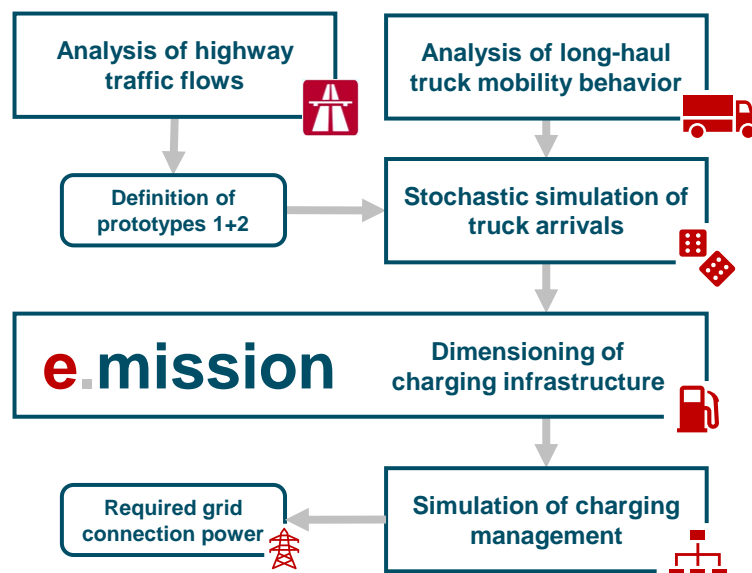 Analysis of highway
traffic flows
Analysis of long-haul
truck mobility behavior
Definition of
prototypes 1+2
Stochastic simulation of
truck arrivals
e.mission
Dimensioning of
charging infrastructure
Required grid
connection power
Simulation of charging
management